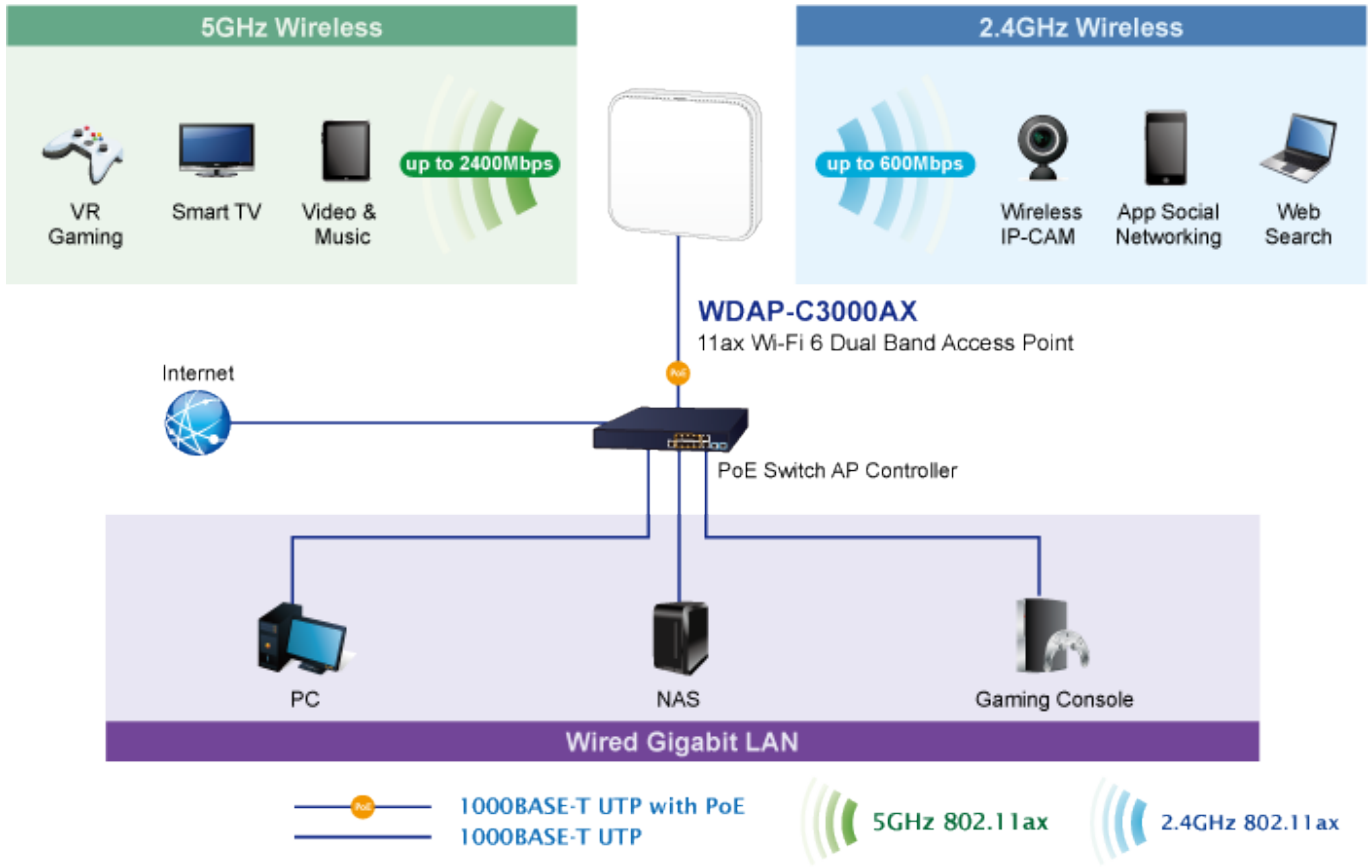 5GHz Wireless
2.4GHz Wireless
up to 2400Mbps
up to 600Mbps
VR
Gaming
Smart TV
Video &
Music
Wireless
IP-CAM
App Social
Networking
Web
Search
WDAP-C3000AX
11ax Wi-Fi 6 Dual Band Access Point
Internet
PoE
PoE Switch AP Controller
PC
NAS
Gaming Console
Wired Gigabit LAN
PoE
1000BASE-T UTP with PoE
1000BASE-T UTP
5GHz 802.11ax
2.4GHz 802.11ax